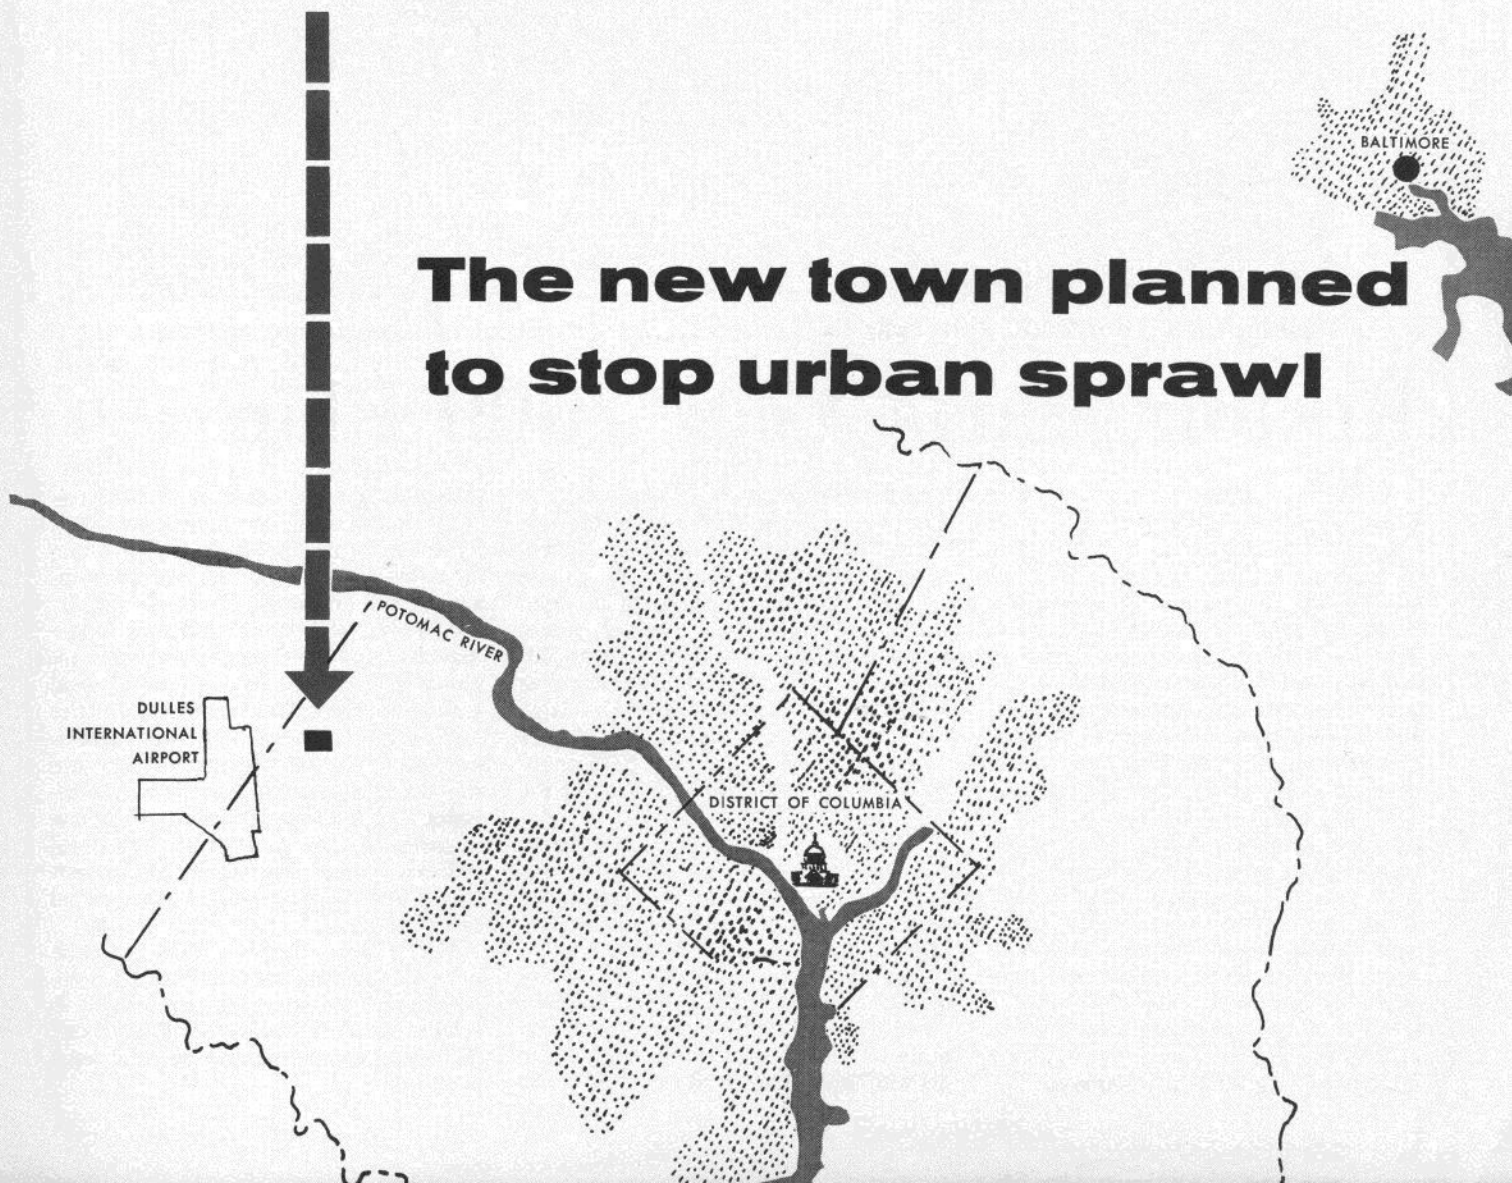 BALTIMORE
The new town planned
to stop urban sprawl
POTOMAC RIVER
DULLES
INTERNATIONAL
AIRPORT
DISTRICT OF COLUMBIA